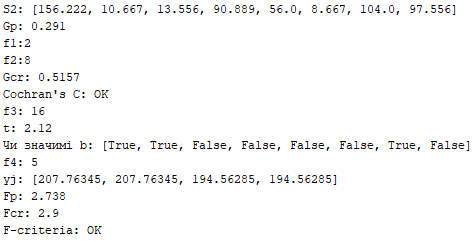 S2: [156.222, 10.667, 13.556, 90.889, 56.0, 8.667, 104.0, 97.556]
Gp: 0.291
f1:2
f2:8
Gcr: 0.5157
Cochran's C: OK
f3: 16
t: 2.12
Чи значимі b: [True, True, False, False, False, False, True, False]
f4: 5
yj: [207.76345, 207.76345, 194.56285, 194.56285]
Fp: 2.738
Fcr: 2.9
F-criteria: OK